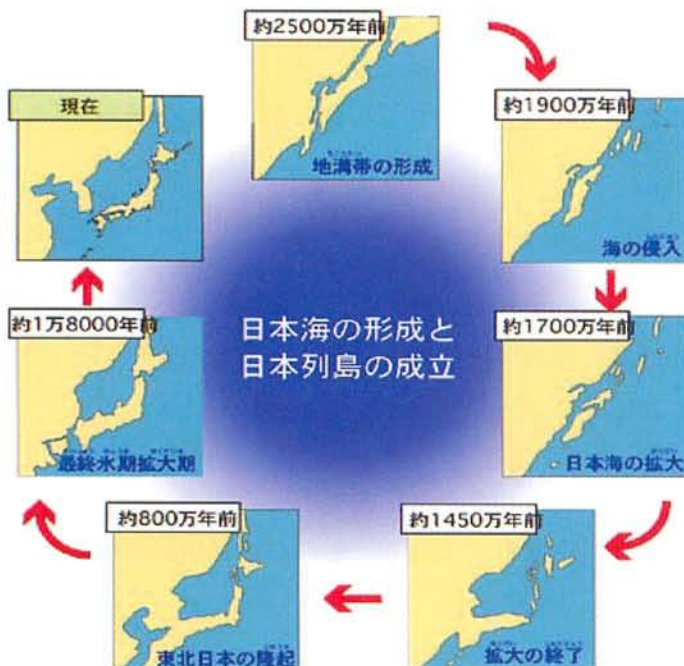 約2500万年前
地溝帯の形成
約1900万年前
海の侵入
約1700万年前
日本海の拡大
約1450万年前
拡大の終了
約800万年前
東北日本の隆起
約1万8000年前
最終氷期拡大期
現在
日本海の形成と
日本列島の成立